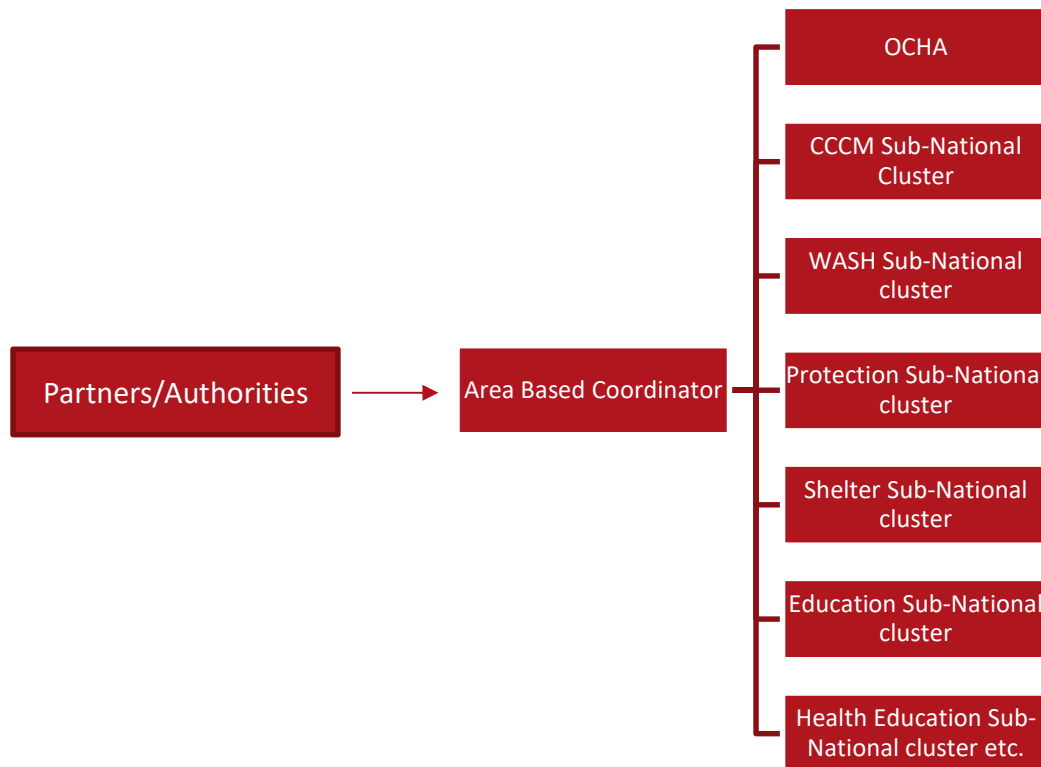 Partners/Authorities
Area Based Coordinator
OCHA
CCCM Sub-National
Cluster
WASH Sub-National
cluster
Protection Sub-National
cluster
Shelter Sub-National
cluster
Education Sub-National
cluster
Health Education Sub-
National cluster etc.